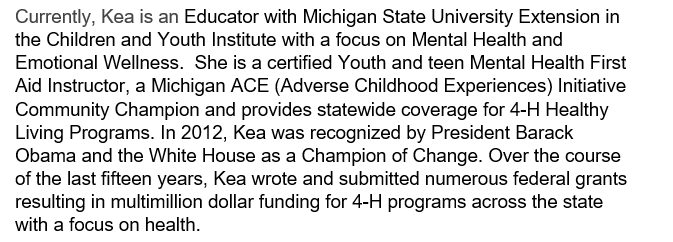 Currently, Kea is an Educator with Michigan State University Extension in
the Children and Youth Institute with a focus on Mental Health and
Emotional Wellness.  She is a certified Youth and teen Mental Health First
Aid Instructor, a Michigan ACE (Adverse Childhood Experiences) Initiative
Community Champion and provides statewide coverage for 4-H Healthy
Living Programs. In 2012, Kea was recognized by President Barack
Obama and the White House as a Champion of Change. Over the course
of the last fifteen years, Kea wrote and submitted numerous federal grants
resulting in multimillion dollar funding for 4-H programs across the state
with a focus on health.